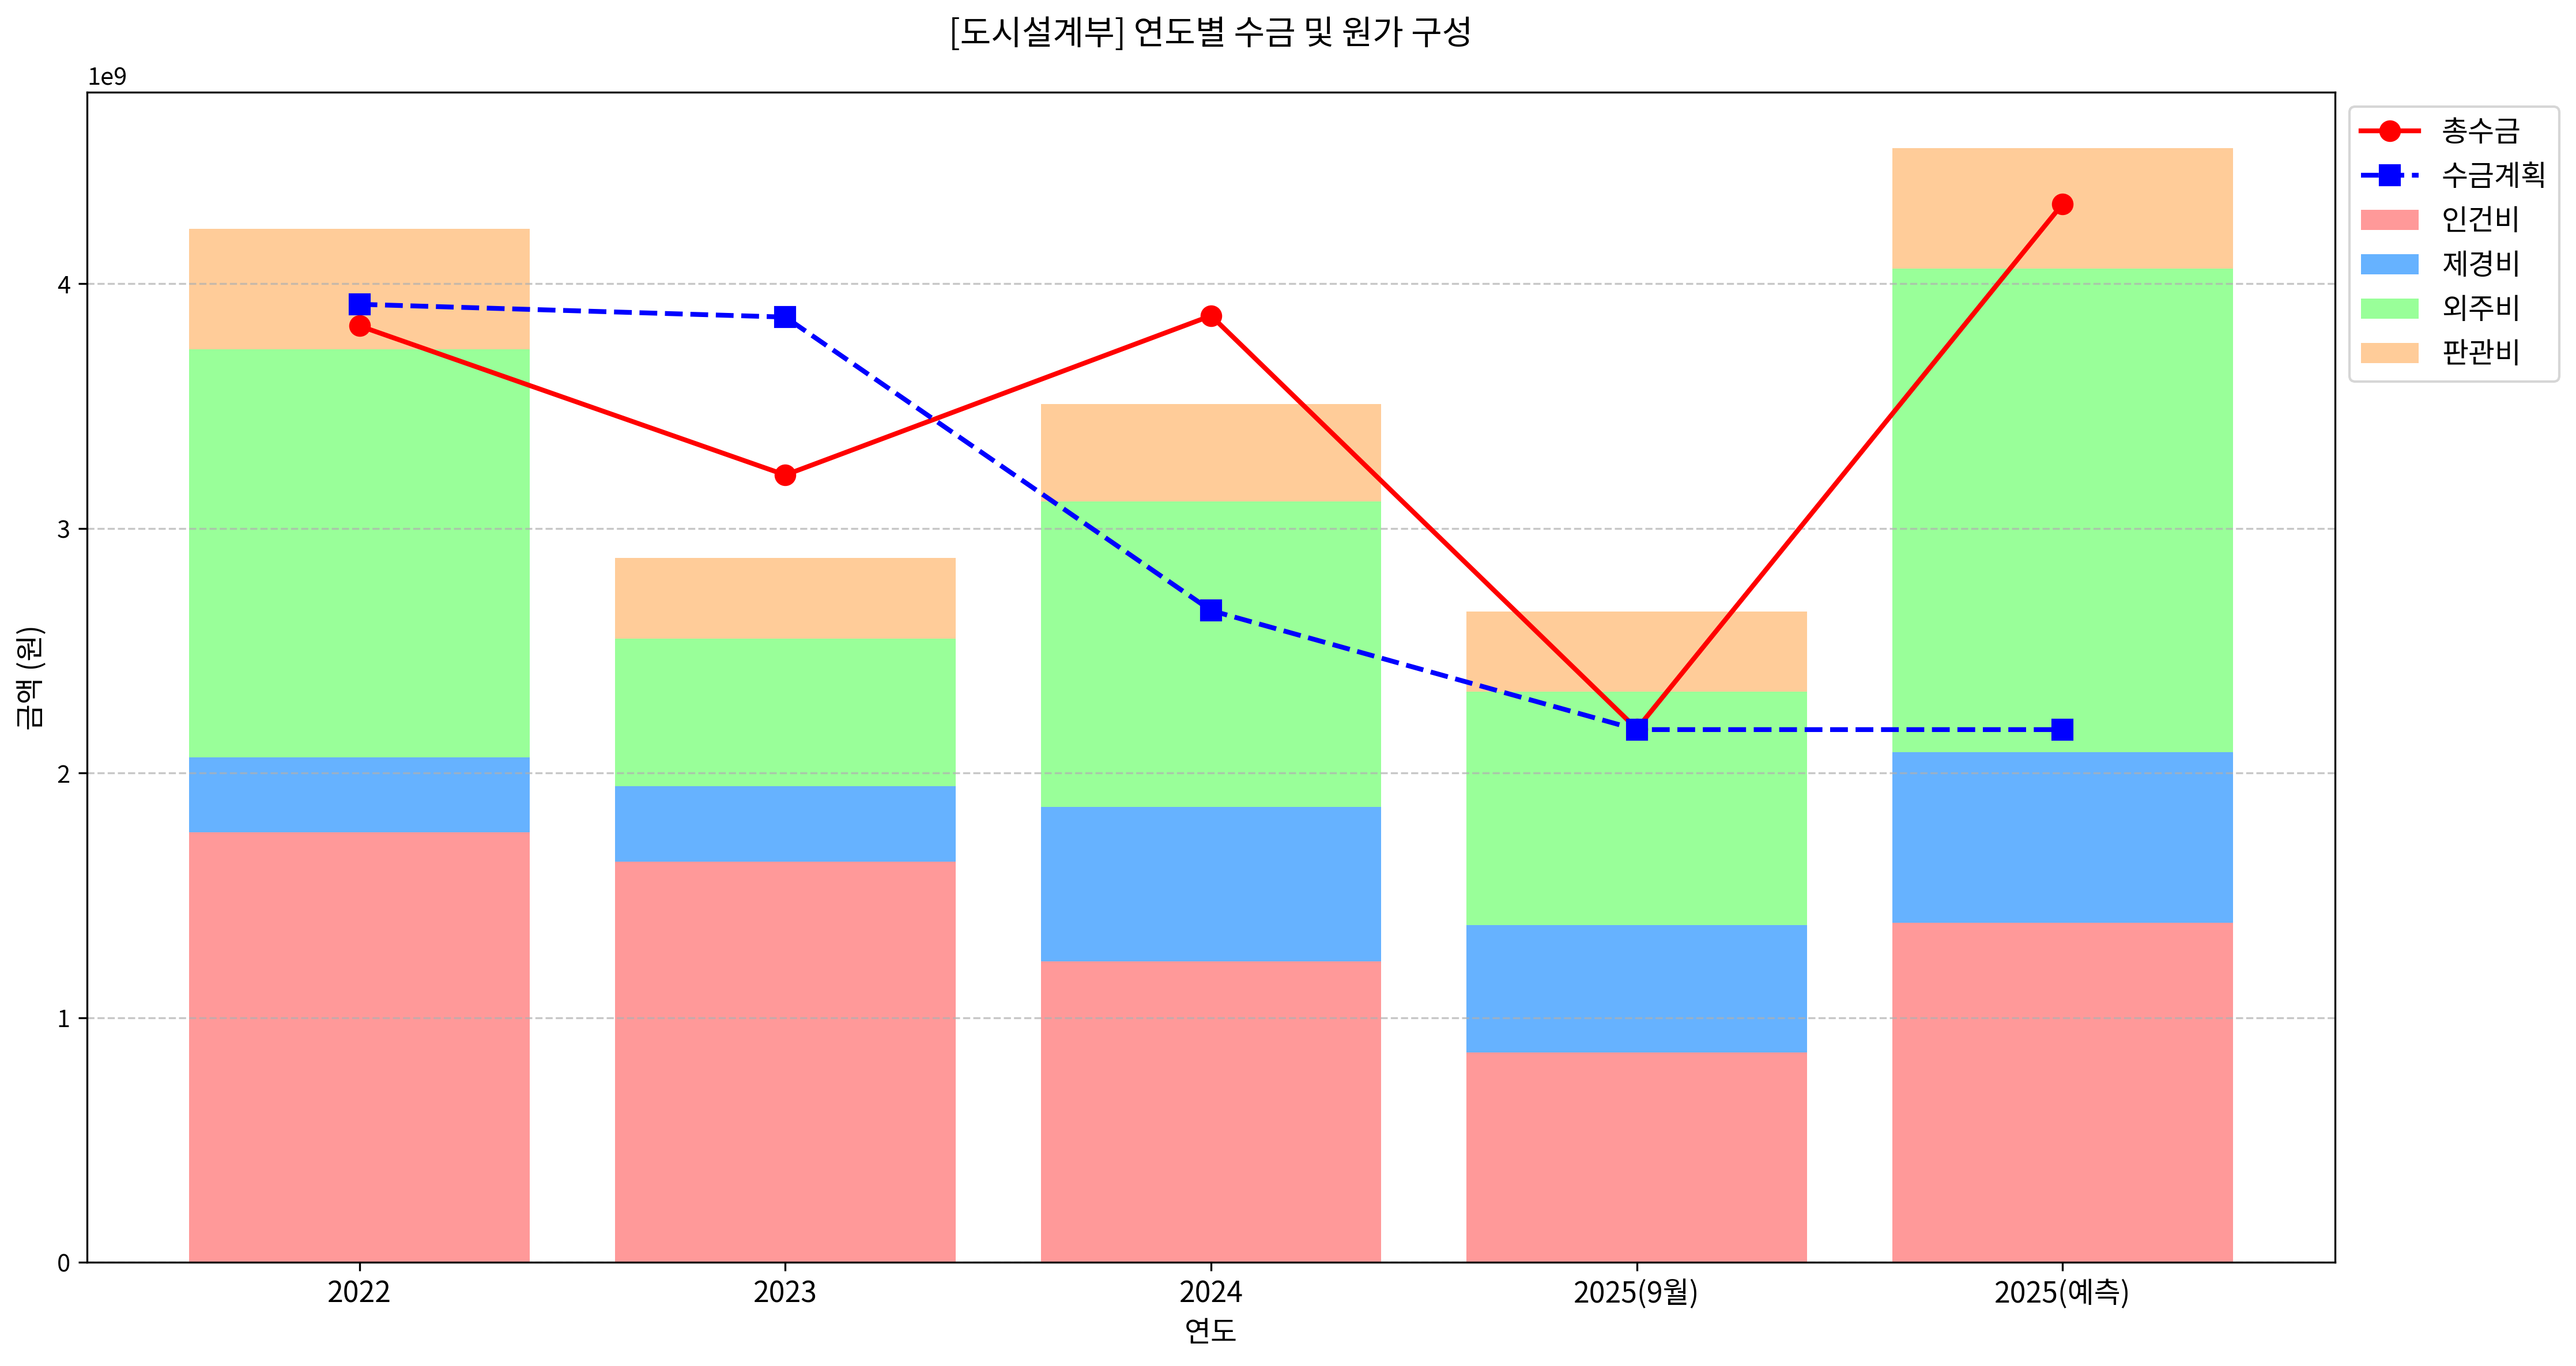 [도시설계부] 연도별 수금 및 원가 구성
1e9
총수금
수금계획
인건비
제경비
외주비
판관비
금액 (원)
4
3
2
1
0
2022
2023
2024
2025(9월)
2025(예측)
연도